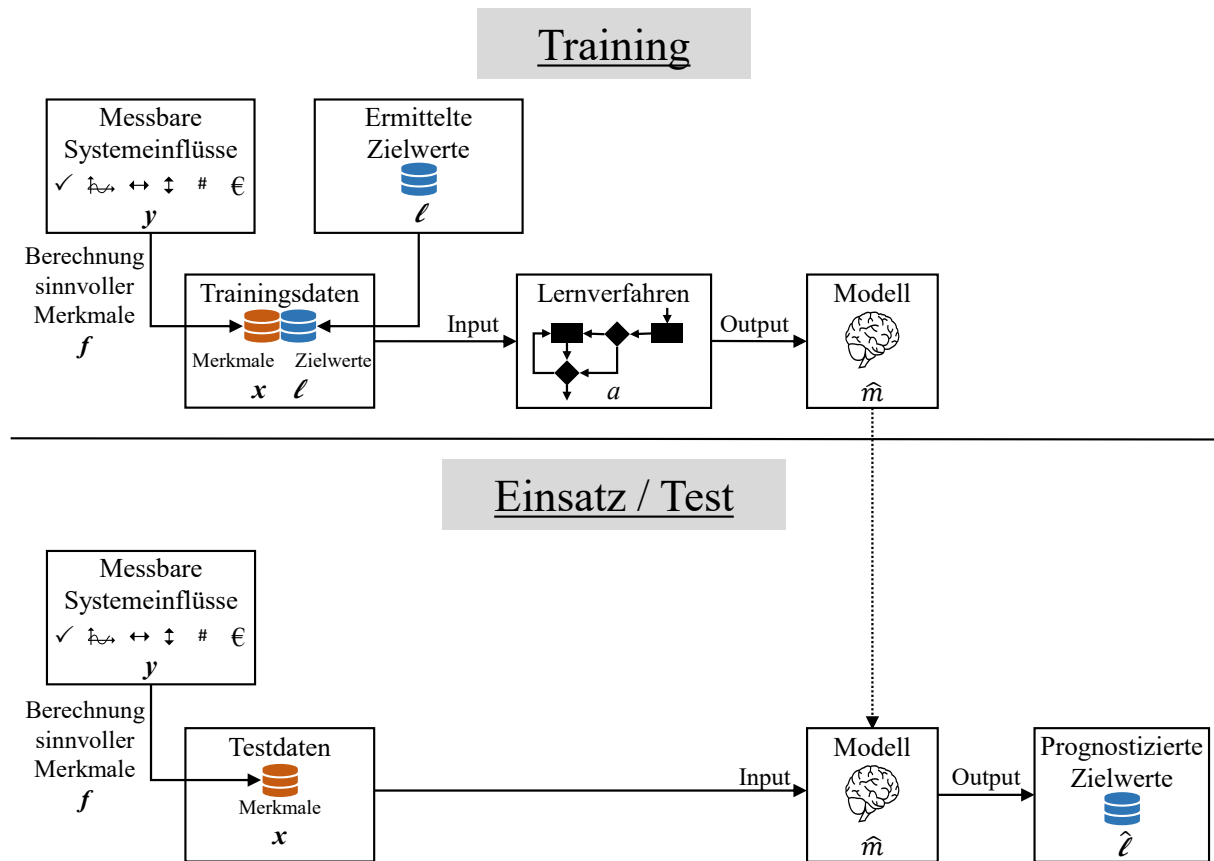 Training
Messbare
Systemeinflüsse
✓ ↔ ↕ # €
y
Ermittelte
Zielwerte
ℓ
Berechnung
sinnvoller
Merkmale
f
Trainingsdaten
Merkmale Zielwerte
x ℓ
Input
Lernverfahren
a
Output
Modell
m̂
Einsatz / Test
Messbare
Systemeinflüsse
✓ ↔ ↕ # €
y
Berechnung
sinnvoller
Merkmale
f
Testdaten
Merkmale
x
Input
Modell
m̂
Output
Prognostizierte
Zielwerte
ℓ̂